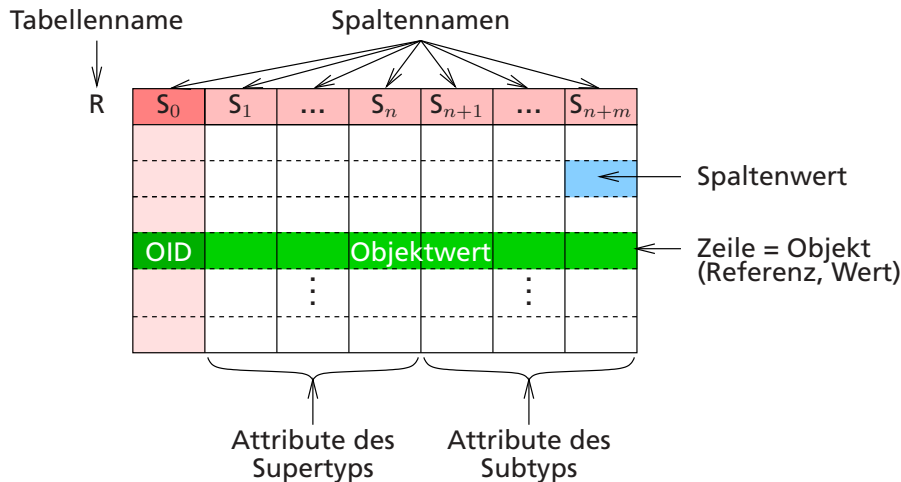 Tabellenname
Spaltennamen
R
S0 S1 ... Sn Sn+1 ... Sn+m
Spaltenwert
OID Objektwert
Zeile = Objekt
(Referenz, Wert)
Attribute des
Supertyps
Attribute des
Subtyps